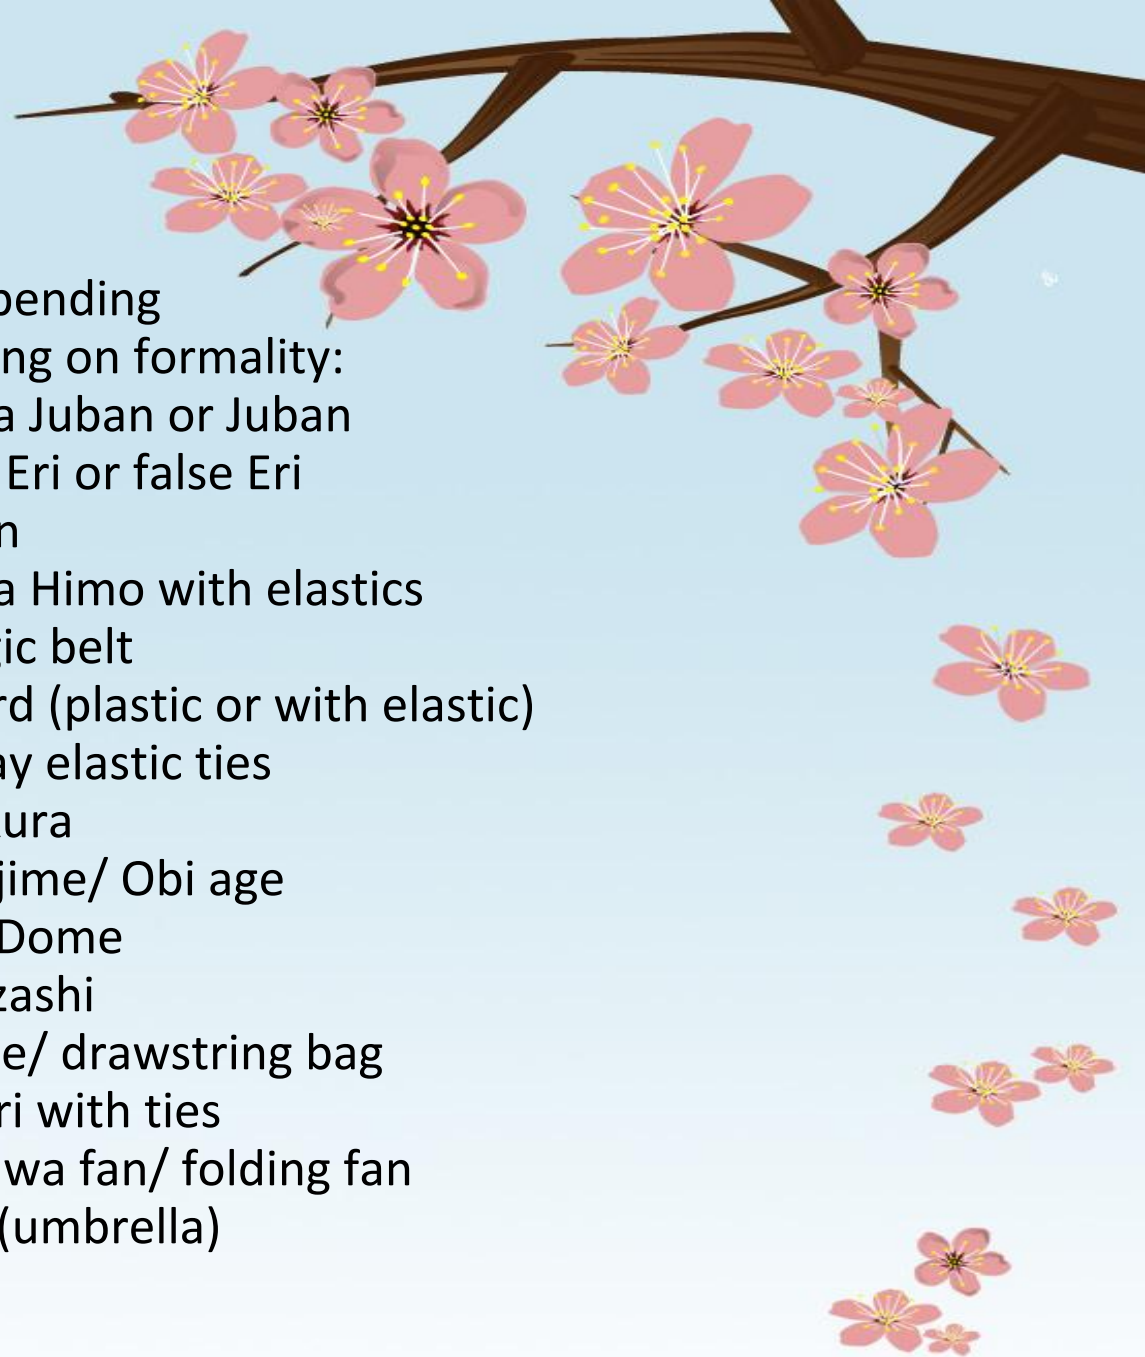 pending
ng on formality:
a Juban or Juban
Eri or false Eri
n
a Himo with elastics
gic belt
rd (plastic or with elastic)
ay elastic ties
kura
jime/ Obi age
Dome
zashi
e/ drawstring bag
ri with ties
wa fan/ folding fan
(umbrella)